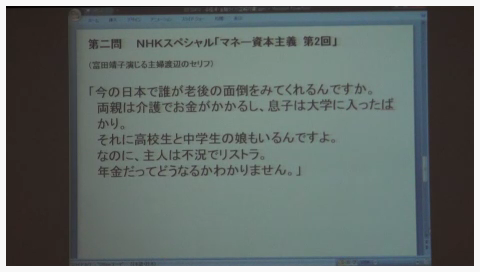 第二問　NHKスペシャル「マネー資本主義 第2回」
(冨田靖子演じる主婦渡辺のセリフ)
「今の日本で誰が老後の面倒をみてくれるんですか。
両親は介護でお金がかかるし、息子は大学に入ったば
かり。
それに高校生と中学生の娘もいるんですよ。
なのに、主人は不況でリストラ。
年金だってどうなるかわかりません。」